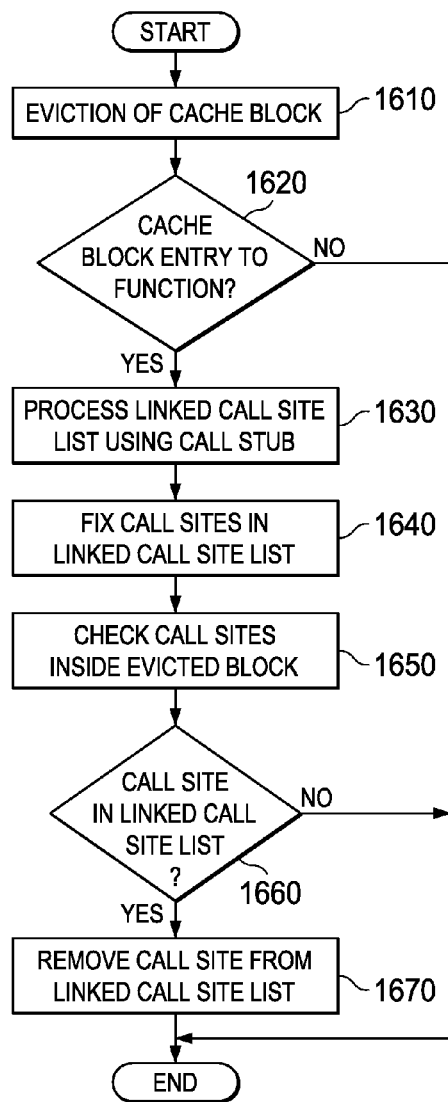 START
EVICTION OF CACHE BLOCK
1610
1620
CACHE
BLOCK ENTRY TO
FUNCTION?
NO
YES
PROCESS LINKED CALL SITE
LIST USING CALL STUB
1630
FIX CALL SITES IN
LINKED CALL SITE LIST
1640
CHECK CALL SITES
INSIDE EVICTED BLOCK
1650
CALL SITE
IN LINKED CALL
SITE LIST
?
NO
1660
YES
REMOVE CALL SITE FROM
LINKED CALL SITE LIST
1670
END